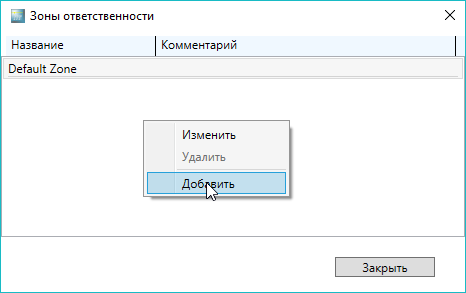 Зоны ответственности
Название Комментарий
Default Zone
Изменить
Удалить
Добавить
Закрыть